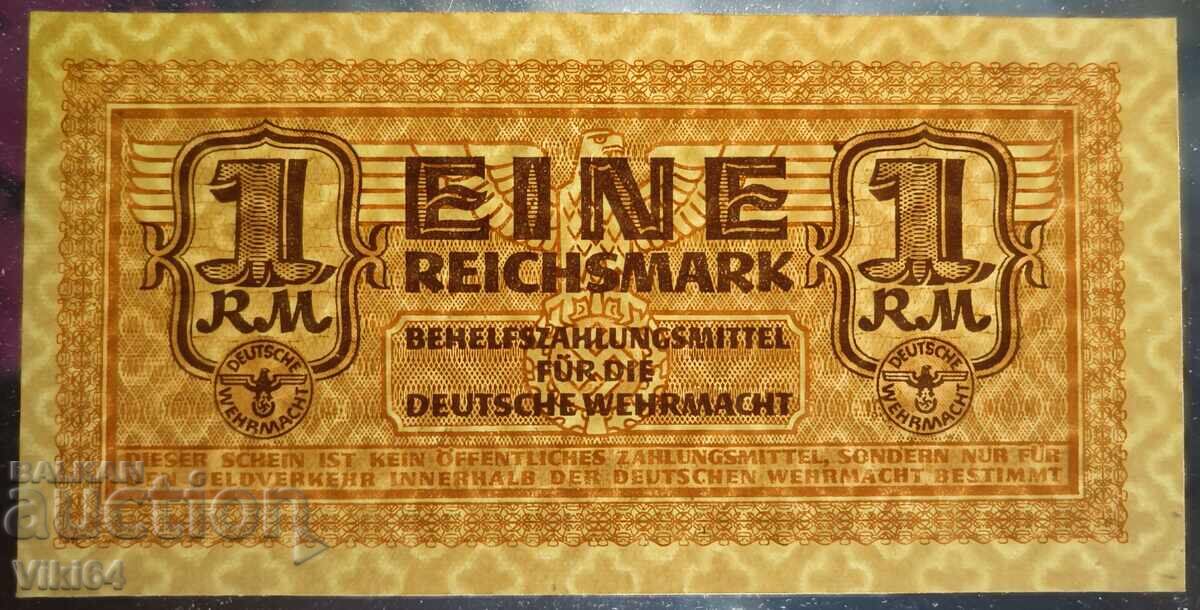 1
RM
EINE
REICHSMARK
1
RM
BEHELFSZAHLUNGSMITTEL
FÜR DIE
DEUTSCHE WEHRMACHT
DEUTSCHE
WEHRMACHT
DEUTSCHE
WEHRMACHT
DIESER SCHEIN IST KEIN ÖFFENTLICHES ZAHLUNGSMITTEL, SONDERN NUR FÜR
DEN GELDVERKEHR INNERHALB DER DEUTSCHEN WEHRMACHT BESTIMMT
BALKAN
auction
Viki64